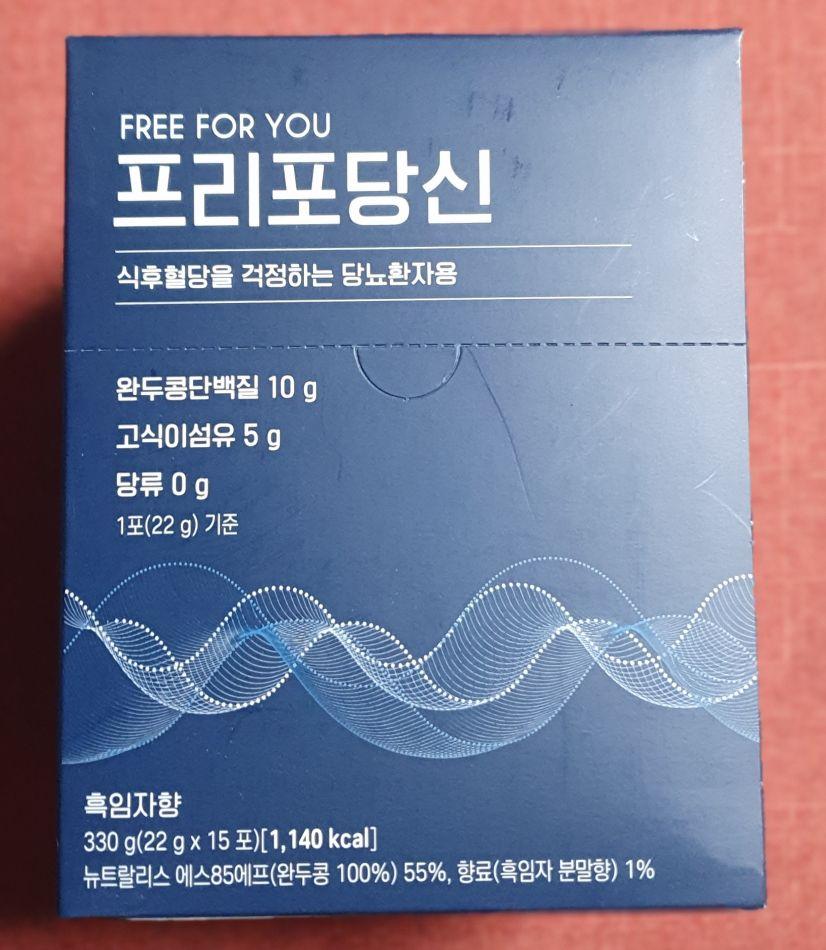 FREE FOR YOU
프리포당신
식후혈당을 걱정하는 당뇨환자용
완두콩단백질 10 g
고식이섬유 5 g
당류 0 g
1포(22 g) 기준
흑임자향
330 g(22 g x 15 포)[1,140 kcal]
뉴트랄리스 에스85에프(완두콩 100%) 55%, 향료(흑임자 분말향) 1%